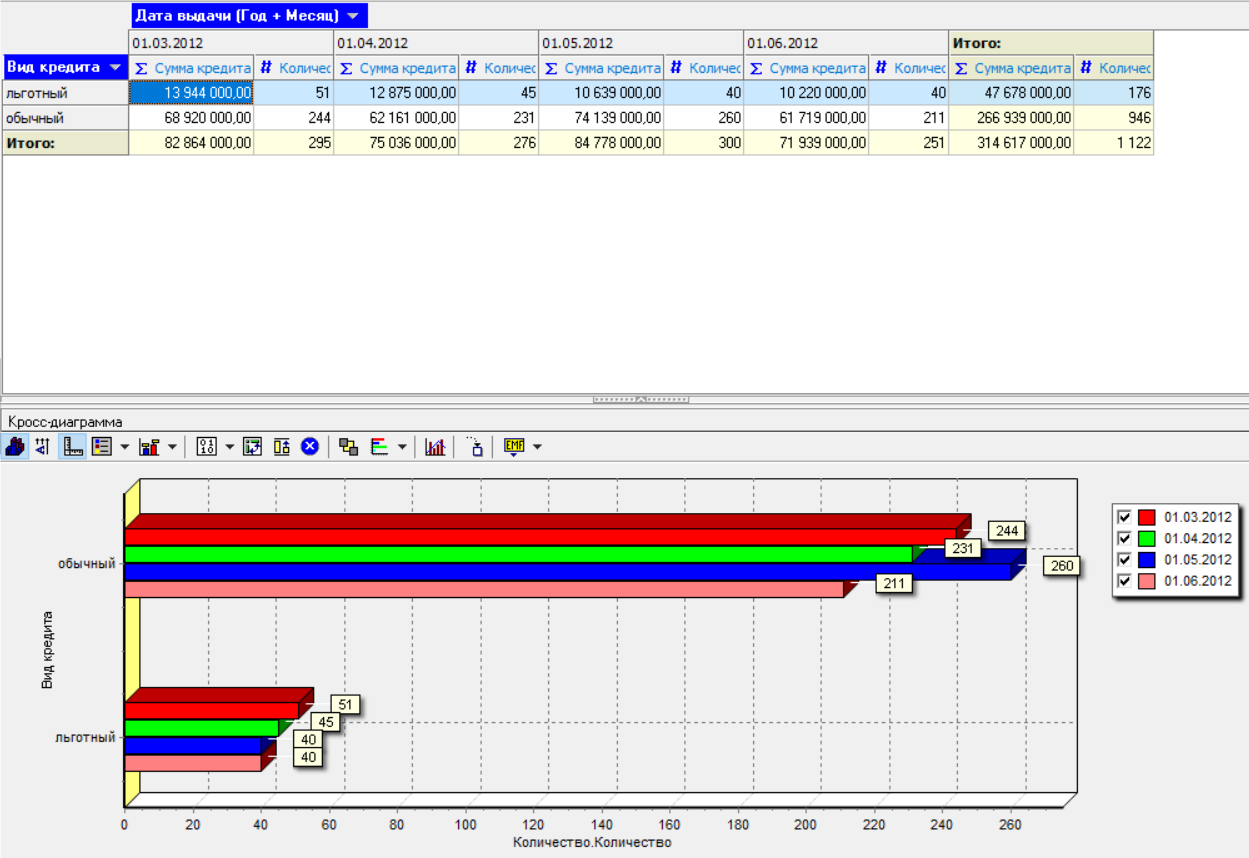 Дата выдачи (Год + Месяц)
01.03.2012 01.04.2012 01.05.2012 01.06.2012 Итого:
Вид кредита Σ Сумма кредита # Количес Σ Сумма кредита # Количес Σ Сумма кредита # Количес Σ Сумма кредита # Количес Σ Сумма кредита # Количес
льготный 13 944 000,00 51 12 875 000,00 45 10 639 000,00 40 10 220 000,00 40 47 678 000,00 176
обычный 68 920 000,00 244 62 161 000,00 231 74 139 000,00 260 61 719 000,00 211 266 939 000,00 946
Итого: 82 864 000,00 295 75 036 000,00 276 84 778 000,00 300 71 939 000,00 251 314 617 000,00 1 122
Кросс-диаграмма
EMF
01.03.2012
01.04.2012
01.05.2012
01.06.2012
244
231
обычный
260
211
Вид кредита
51
45
льготный
40
40
0 20 40 60 80 100 120 140 160 180 200 220 240 260
Количество.Количество